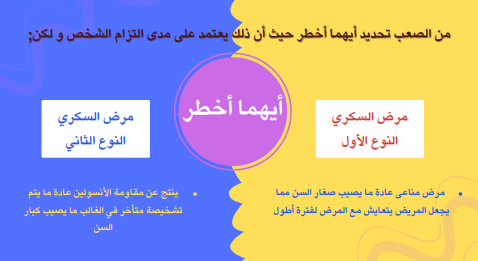 من الصعب تحديد أيهما أخطر حيث أن ذلك يعتمد على مدى التزام الشخص و لكن;
أيهما أخطر
مرض السكري
النوع الأول
مرض السكري
النوع الثاني
• مرض مناعى عادة ما يصيب صغار السن مما
يجعل المريض يتعايش مع المرض لفترة أطول
• ينتج عن مقاومة الأنسولين عادة ما يتم
تشخيصة متأخر في الغالب ما يصيب كبار
السن